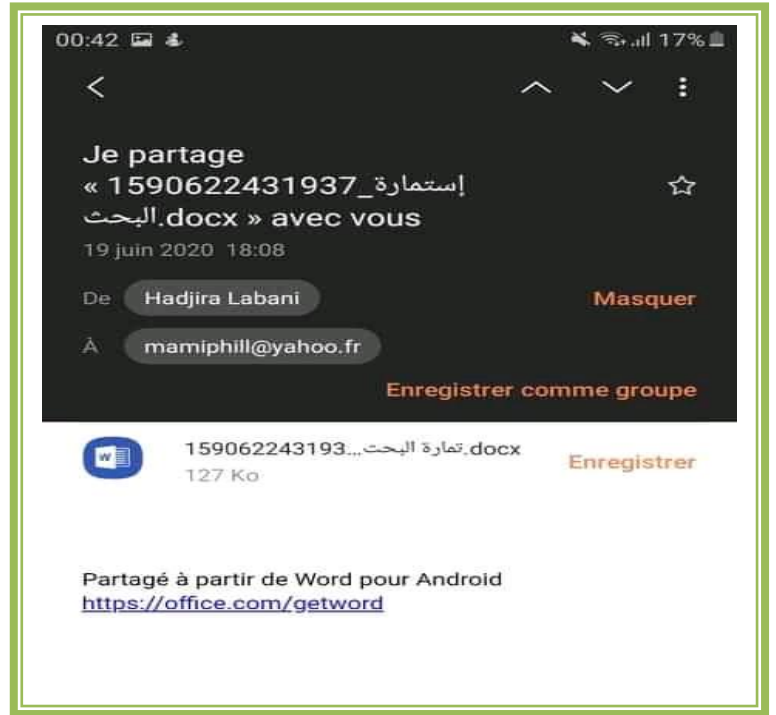 00:42 17%
Je partage
« 1590622431937_إستمارة
البحث.docx » avec vous
19 juin 2020 18:08
De Hadjira Labani Masquer
À mamiphill@yahoo.fr
Enregistrer comme groupe
159062243193...تمارة البحث.docx
Enregistrer
127 Ko
Partagé à partir de Word pour Android
https://office.com/getword